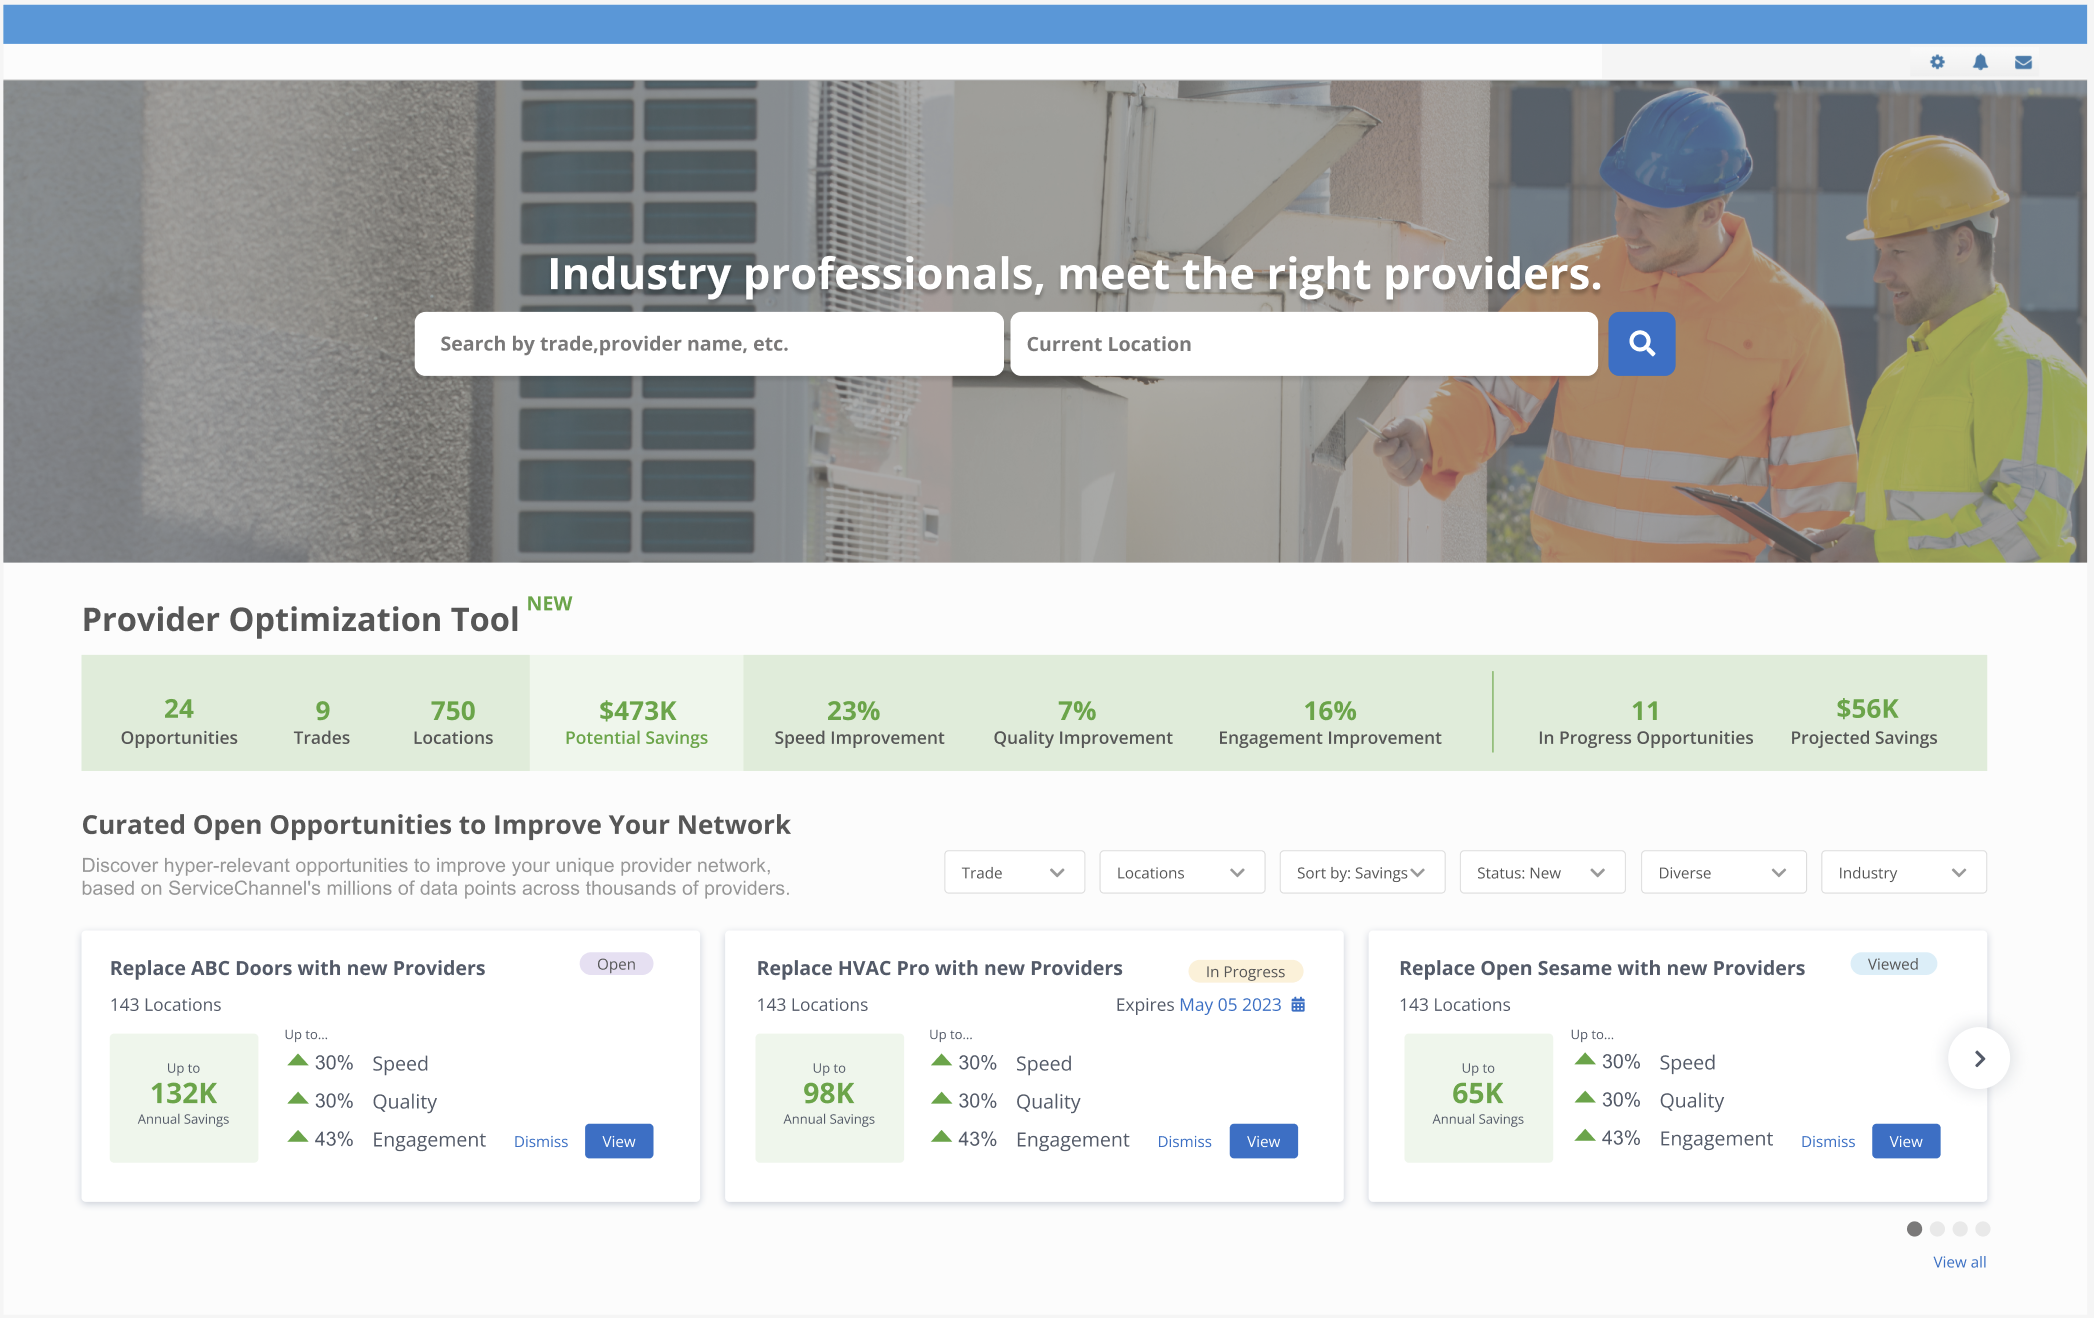 Industry professionals, meet the right providers.
Search by trade,provider name, etc.
Current Location
Provider Optimization Tool NEW
24
Opportunities
9
Trades
750
Locations
$473K
Potential Savings
23%
Speed Improvement
7%
Quality Improvement
16%
Engagement Improvement
11
In Progress Opportunities
$56K
Projected Savings
Curated Open Opportunities to Improve Your Network
Discover hyper-relevant opportunities to improve your unique provider network,
based on ServiceChannel's millions of data points across thousands of providers.
Trade
Locations
Sort by: Savings
Status: New
Diverse
Industry
Replace ABC Doors with new Providers
Open
143 Locations
Up to
132K
Annual Savings
Up to...
30% Speed
30% Quality
43% Engagement
Dismiss
View
Replace HVAC Pro with new Providers
In Progress
143 Locations
Expires May 05 2023
Up to
98K
Annual Savings
Up to...
30% Speed
30% Quality
43% Engagement
Dismiss
View
Replace Open Sesame with new Providers
Viewed
143 Locations
Up to
65K
Annual Savings
Up to...
30% Speed
30% Quality
43% Engagement
Dismiss
View
View all